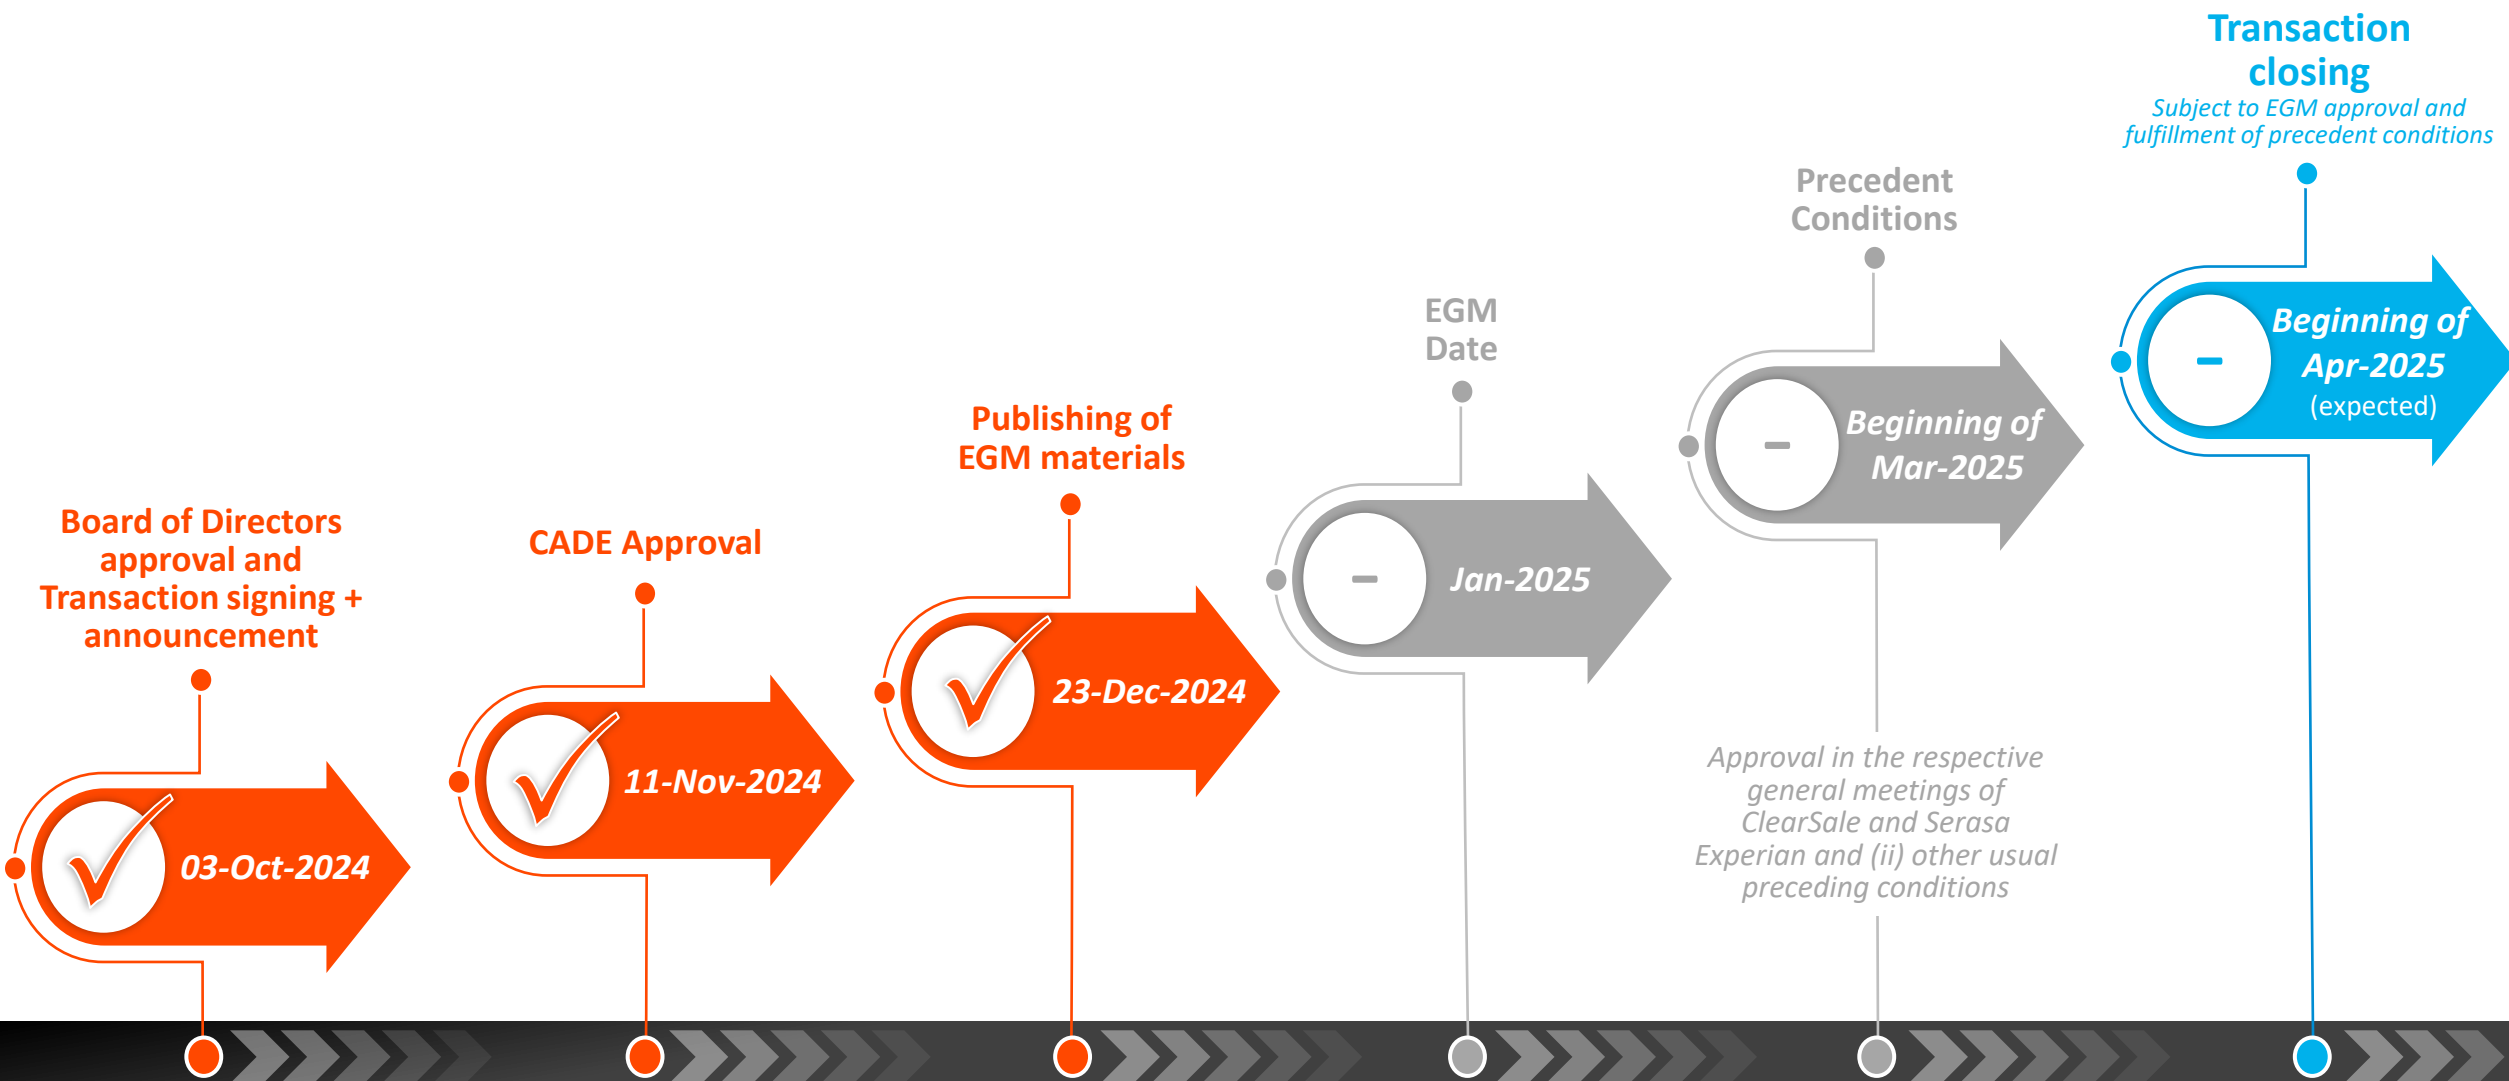 Board of Directors
approval and
Transaction signing +
announcement
03-Oct-2024
CADE Approval
11-Nov-2024
Publishing of
EGM materials
23-Dec-2024
EGM
Date
–
Jan-2025
Precedent
Conditions
–
Beginning of
Mar-2025
Approval in the respective
general meetings of
ClearSale and Serasa
Experian and (ii) other usual
preceding conditions
Transaction
closing
Subject to EGM approval and
fulfillment of precedent conditions
–
Beginning of
Apr-2025
(expected)